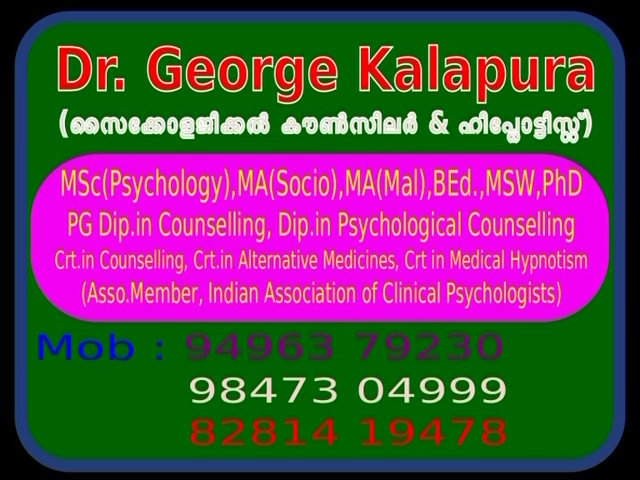 Dr. George Kalapura
(സൈക്കോളജിക്കൽ കൗൺസിലർ & ഹിപ്നോട്ടിസ്റ്റ്)
MSc(Psychology),MA(Socio),MA(Mal),BEd.,MSW,PhD
PG Dip.in Counselling, Dip.in Psychological Counselling
Crt.in Counselling, Crt.in Alternative Medicines, Crt in Medical Hypnotism
(Asso.Member, Indian Association of Clinical Psychologists)
Mob : 94963 79230
98473 04999
82814 19478